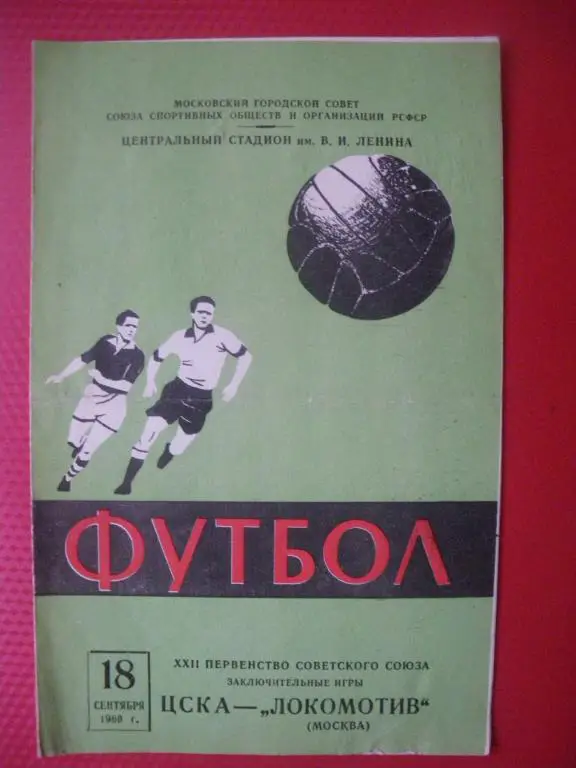 МОСКОВСКИЙ ГОРОДСКОЙ СОВЕТ
СОЮЗА СПОРТИВНЫХ ОБЩЕСТВ И ОРГАНИЗАЦИЙ РСФСР
ЦЕНТРАЛЬНЫЙ СТАДИОН им. В. И. ЛЕНИНА
ФУТБОЛ
18
СЕНТЯБРЯ
1960 г.
XXII ПЕРВЕНСТВО СОВЕТСКОГО СОЮЗА
ЗАКЛЮЧИТЕЛЬНЫЕ ИГРЫ
ЦСКА—„ЛОКОМОТИВ"
(МОСКВА)